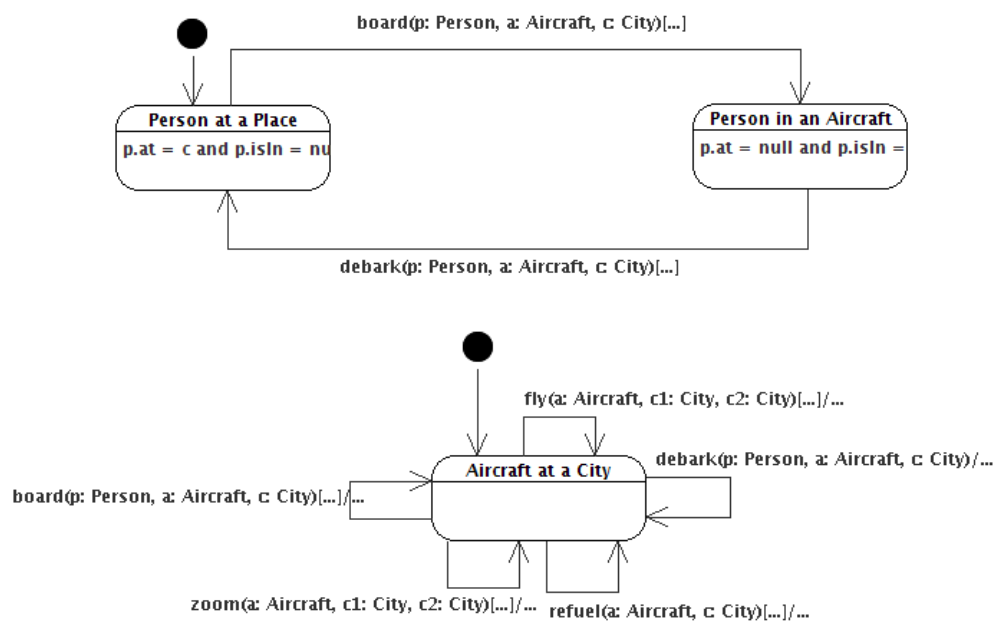 board(p: Person, a: Aircraft, c: City)[...]
Person at a Place
p.at = c and p.isIn = nu
Person in an Aircraft
p.at = null and p.isIn =
debark(p: Person, a: Aircraft, c: City)[...]
fly(a: Aircraft, c1: City, c2: City)[...]/...
Aircraft at a City
debark(p: Person, a: Aircraft, c: City)/...
board(p: Person, a: Aircraft, c: City)[...]/...
zoom(a: Aircraft, c1: City, c2: City)[...]/...
refuel(a: Aircraft, c: City)[...]/...